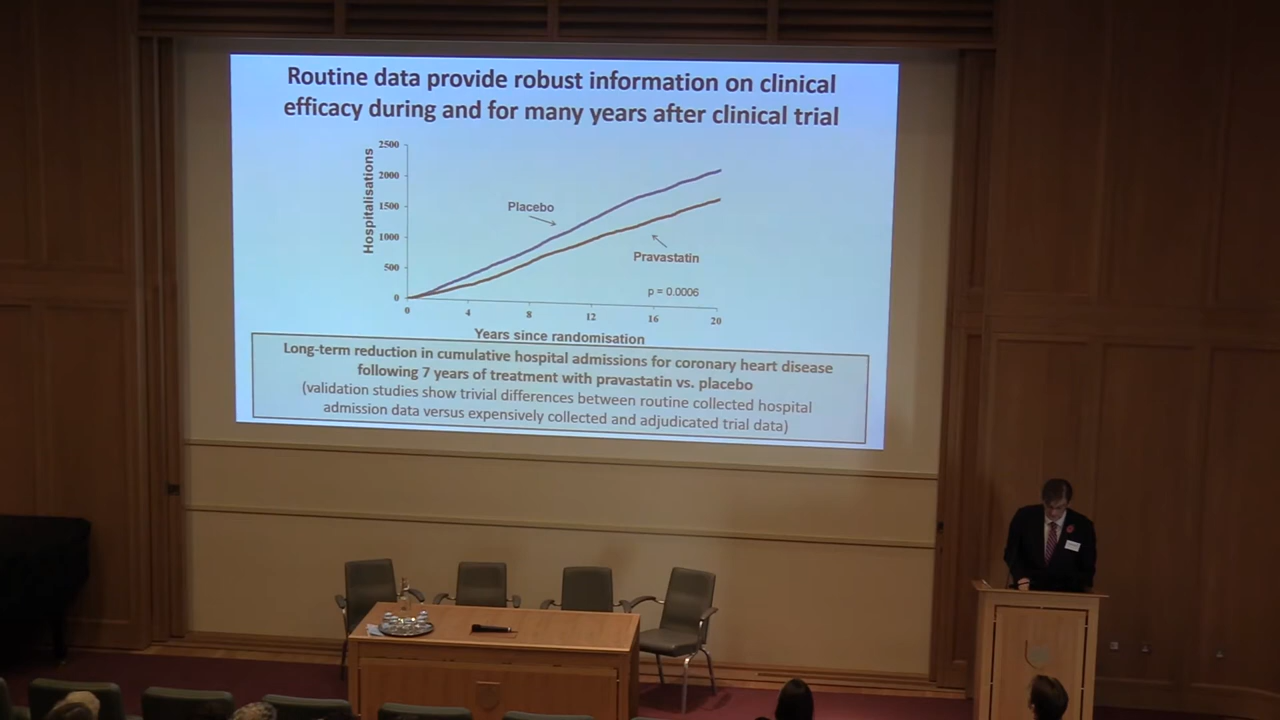 Routine data provide robust information on clinical
efficacy during and for many years after clinical trial
Hospitalisations
2500
2000
1500
1000
500
0
Placebo
Pravastatin
p = 0.0006
0 4 8 12 16 20
Years since randomisation
Long-term reduction in cumulative hospital admissions for coronary heart disease
following 7 years of treatment with pravastatin vs. placebo
(validation studies show trivial differences between routine collected hospital
admission data versus expensively collected and adjudicated trial data)